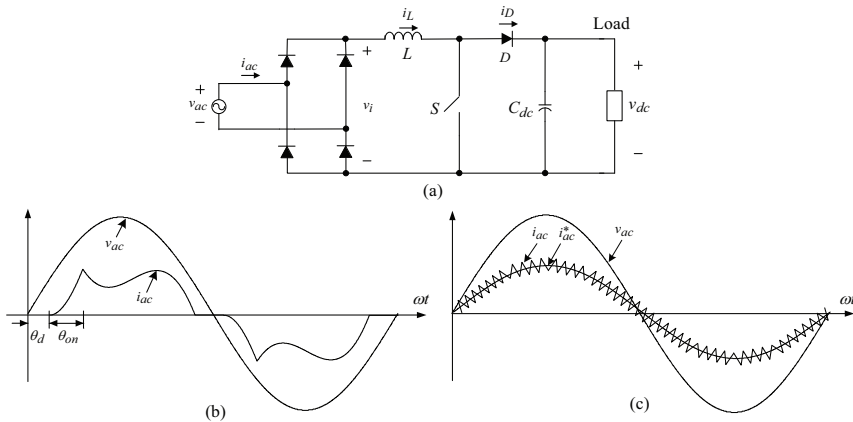 i_L
i_D
Load
i_ac
L
D
+
+
+
v_ac
v_i
S
C_dc
v_dc
−
−
−
(a)
v_ac
i_ac
ωt
θ_d
θ_on
(b)
i_ac
i*_ac
v_ac
ωt
(c)